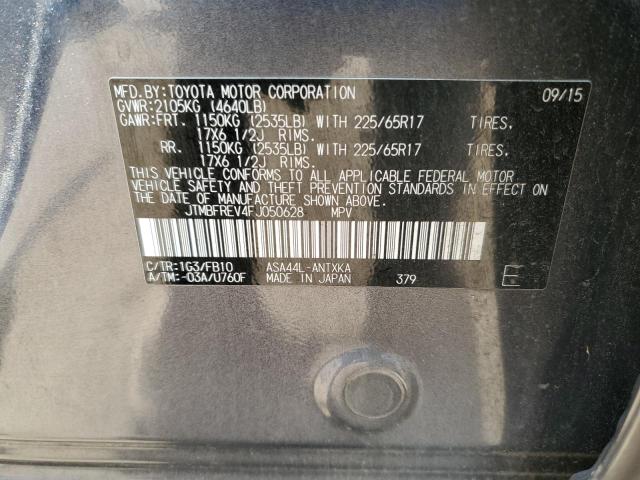 MFD.BY:TOYOTA MOTOR CORPORATION 09/15
GVWR:2105KG (4640LB)
GAWR:FRT. 1150KG (2535LB) WITH 225/65R17 TIRES,
17X6 1/2J RIMS.
RR. 1150KG (2535LB) WITH 225/65R17 TIRES,
17X6 1/2J RIMS.
THIS VEHICLE CONFORMS TO ALL APPLICABLE FEDERAL MOTOR
VEHICLE SAFETY AND THEFT PREVENTION STANDARDS IN EFFECT ON
THE DATE OF MANUFACTURE SHOWN ABOVE.
JTMBFREV4FJ050628 MPV
C/TR:1G3/FB10 ASA44L-ANTXKA
A/TM:-03A/U760F MADE IN JAPAN 379 E